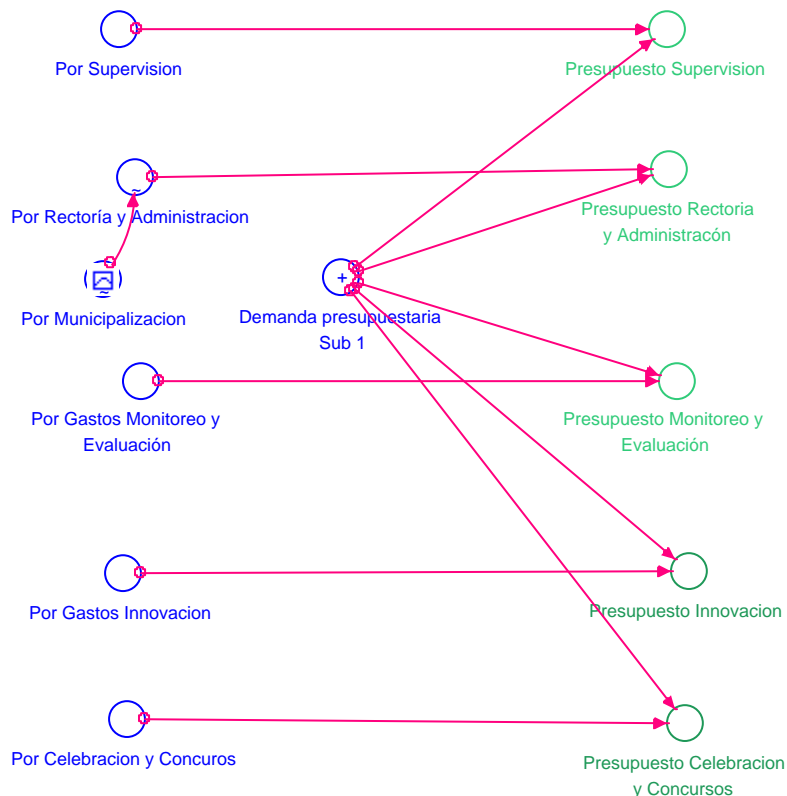 Por Supervision
Presupuesto Supervision
Por Rectoría y Administracion
Presupuesto Rectoria
y Administracón
Por Municipalizacion
+
Demanda presupuestaria
Sub 1
Por Gastos Monitoreo y
Evaluación
Presupuesto Monitoreo y
Evaluación
Por Gastos Innovacion
Presupuesto Innovacion
Por Celebracion y Concuros
Presupuesto Celebracion
y Concursos